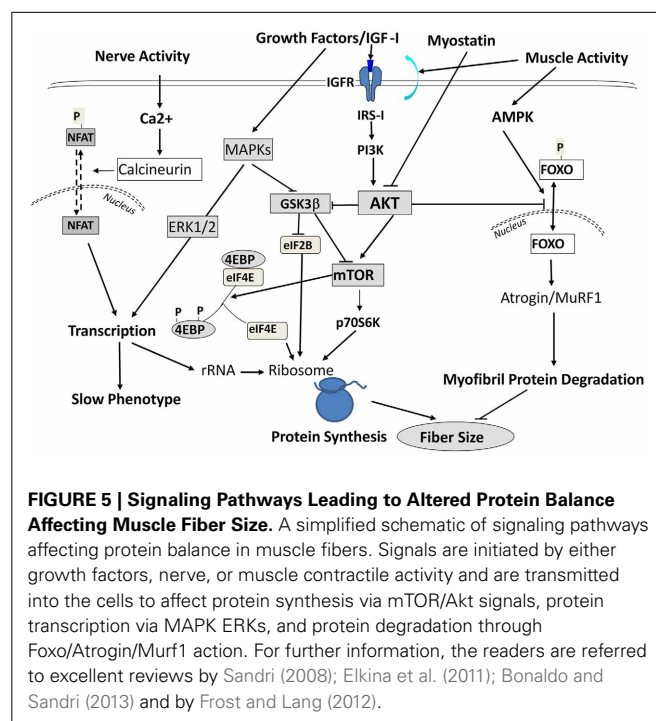 Growth Factors/IGF-I
Myostatin
Nerve Activity
Muscle Activity
IGFR
Ca2+
IRS-I
AMPK
P
NFAT
MAPKs
PI3K
P
FOXO
Calcineurin
Nucleus
GSK3β
AKT
NFAT
ERK1/2
eIF2B
Nucleus
FOXO
4EBP
eIF4E
mTOR
Atrogin/MuRF1
P P
4EBP
eIF4E
p70S6K
Transcription
rRNA
Ribosome
Myofibril Protein Degradation
Slow Phenotype
Protein Synthesis
Fiber Size
FIGURE 5 | Signaling Pathways Leading to Altered Protein Balance
Affecting Muscle Fiber Size. A simplified schematic of signaling pathways
affecting protein balance in muscle fibers. Signals are initiated by either
growth factors, nerve, or muscle contractile activity and are transmitted
into the cells to affect protein synthesis via mTOR/Akt signals, protein
transcription via MAPK ERKs, and protein degradation through
Foxo/Atrogin/Murf1 action. For further information, the readers are referred
to excellent reviews by Sandri (2008); Elkina et al. (2011); Bonaldo and
Sandri (2013) and by Frost and Lang (2012).